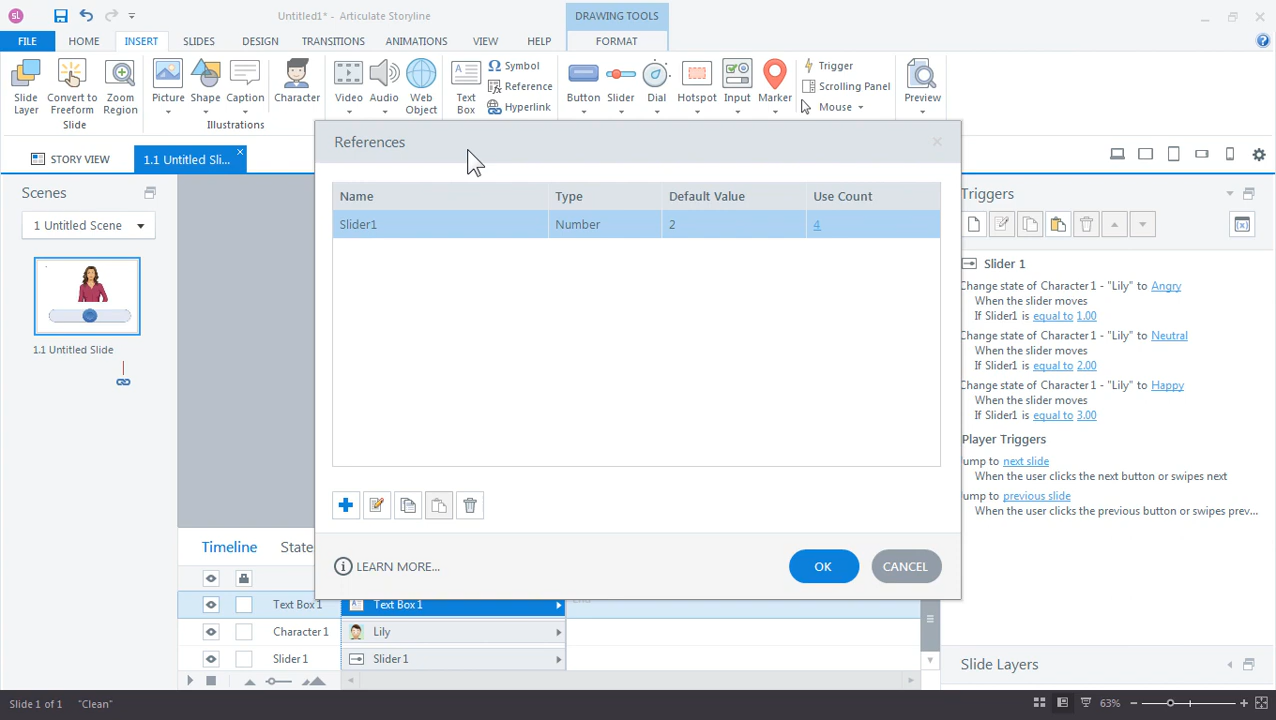 Untitled1* - Articulate Storyline
DRAWING TOOLS
FILE HOME INSERT SLIDES DESIGN TRANSITIONS ANIMATIONS VIEW HELP FORMAT
Slide Layer
Convert to Freeform
Zoom Region
Slide
Picture
Shape
Caption
Illustrations
Character
Video
Audio
Web Object
Text Box
Symbol
Reference
Hyperlink
Button
Slider
Dial
Hotspot
Input
Marker
Trigger
Scrolling Panel
Mouse
Preview
STORY VIEW
1.1 Untitled Sli...
Scenes
1 Untitled Scene
1.1 Untitled Slide
References
Name Type Default Value Use Count
Slider1 Number 2 4
LEARN MORE...
OK
CANCEL
Triggers
Slider 1
Change state of Character 1 - "Lily" to Angry
When the slider moves
If Slider1 is equal to 1.00
Change state of Character 1 - "Lily" to Neutral
When the slider moves
If Slider1 is equal to 2.00
Change state of Character 1 - "Lily" to Happy
When the slider moves
If Slider1 is equal to 3.00
Player Triggers
Jump to next slide
When the user clicks the next button or swipes next
Jump to previous slide
When the user clicks the previous button or swipes prev...
Timeline State
Text Box 1 Text Box 1
Character 1 Lily
Slider 1 Slider 1
Slide Layers
Slide 1 of 1 "Clean" 63%